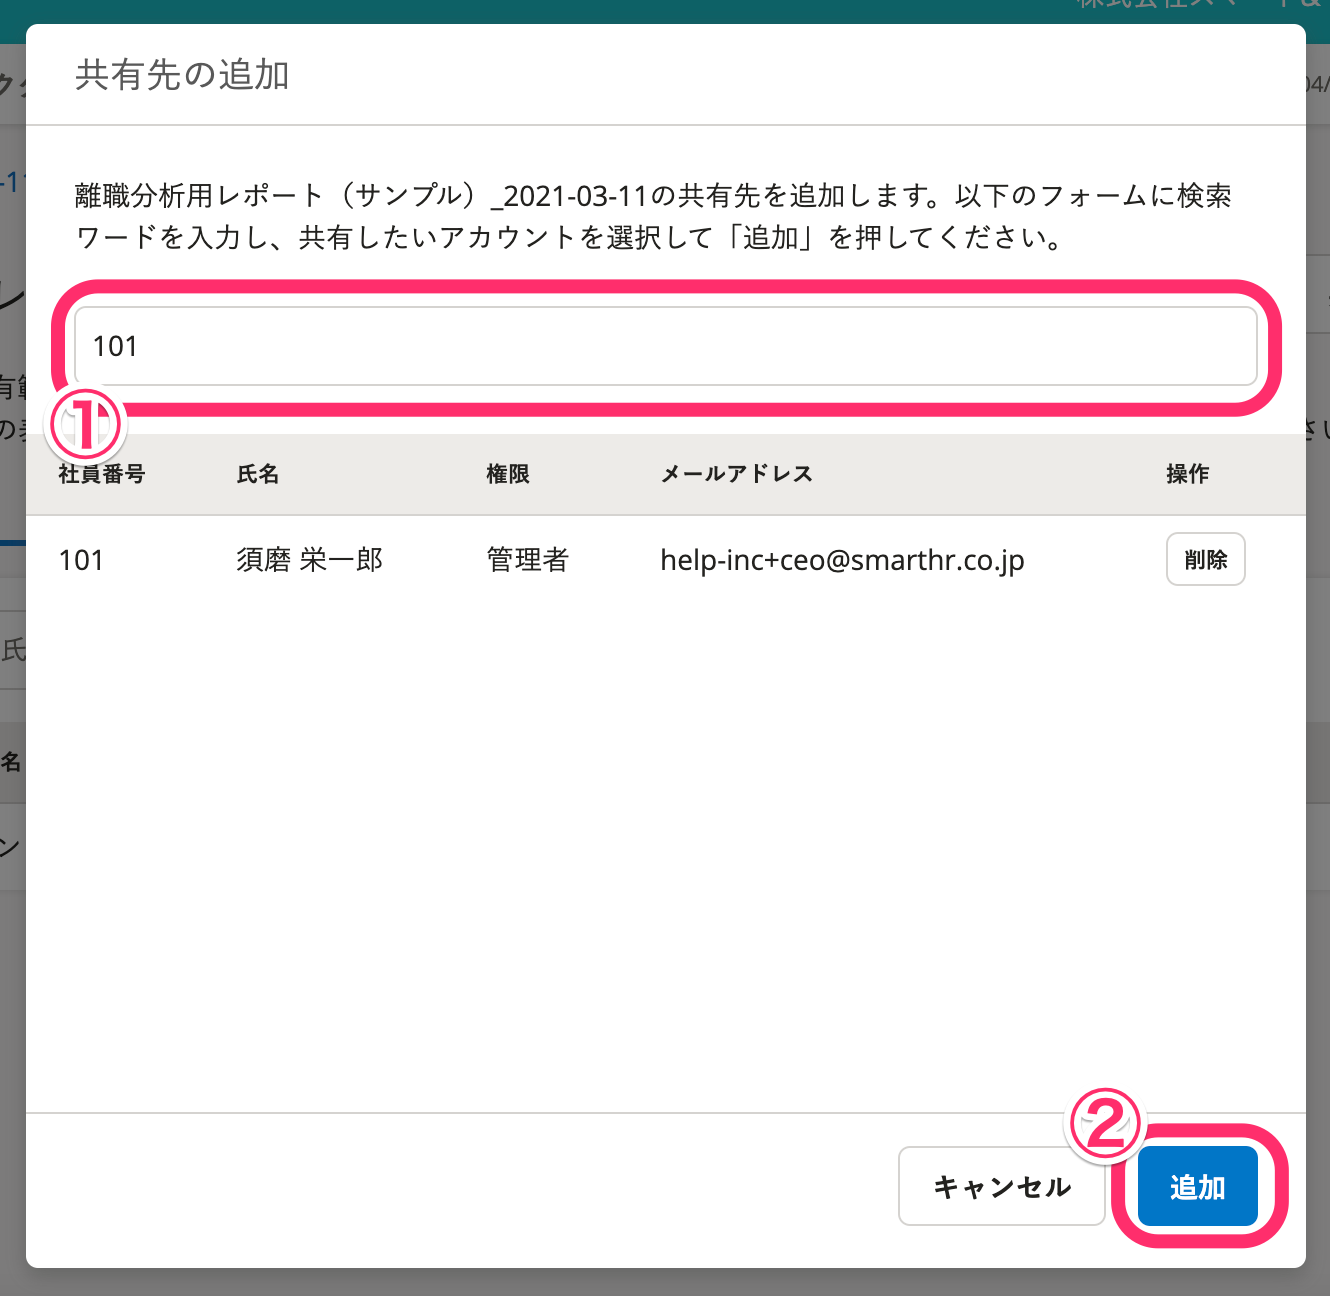 共有先の追加
離職分析用レポート（サンプル）_2021-03-11の共有先を追加します。以下のフォームに検索
ワードを入力し、共有したいアカウントを選択して「追加」を押してください。
101
①
社員番号 氏名 権限 メールアドレス 操作
101 須磨 栄一郎 管理者 help-inc+ceo@smarthr.co.jp 削除
②
キャンセル 追加
氏
名
ン